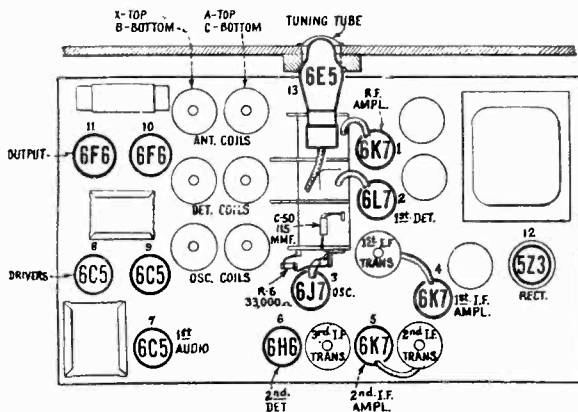 X-TOP
B-BOTTOM
A-TOP
C-BOTTOM
TUNING TUBE
6E5
13
R.F.
AMPL.
11
10
ANT. COILS
6K7
1
OUTPUT
6F6
6F6
6L7
2
1st DET.
DET. COILS
C-50
115
MMF.
8
9
1st I.F
TRANS
4
12
DRIVERS
6C5
6C5
OSC. COILS
R-6
33,000Ω
3
6J7
OSC.
6K7
1st I.F.
AMPL.
5Z3
RECT.
7
6C5
1st
AUDIO
6
6H6
3rd I.F
TRANS.
5
6K7
2nd I.F
TRANS.
2nd.
DET
2nd. I.F.
AMPL.